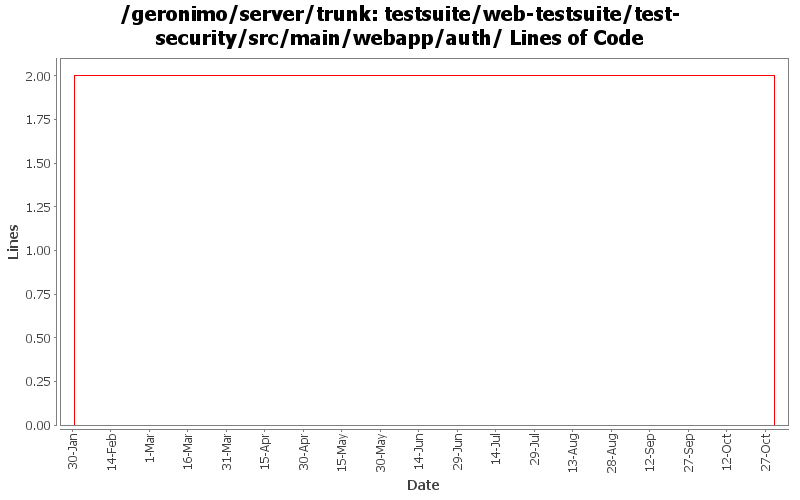 /geronimo/server/trunk: testsuite/web-testsuite/test-
security/src/main/webapp/auth/ Lines of Code
2.00
1.75
1.50
1.25
1.00
0.75
0.50
0.25
0.00
Lines
30-Jan
14-Feb
1-Mar
16-Mar
31-Mar
15-Apr
30-Apr
15-May
30-May
14-Jun
29-Jun
14-Jul
29-Jul
13-Aug
28-Aug
12-Sep
27-Sep
12-Oct
27-Oct
Date